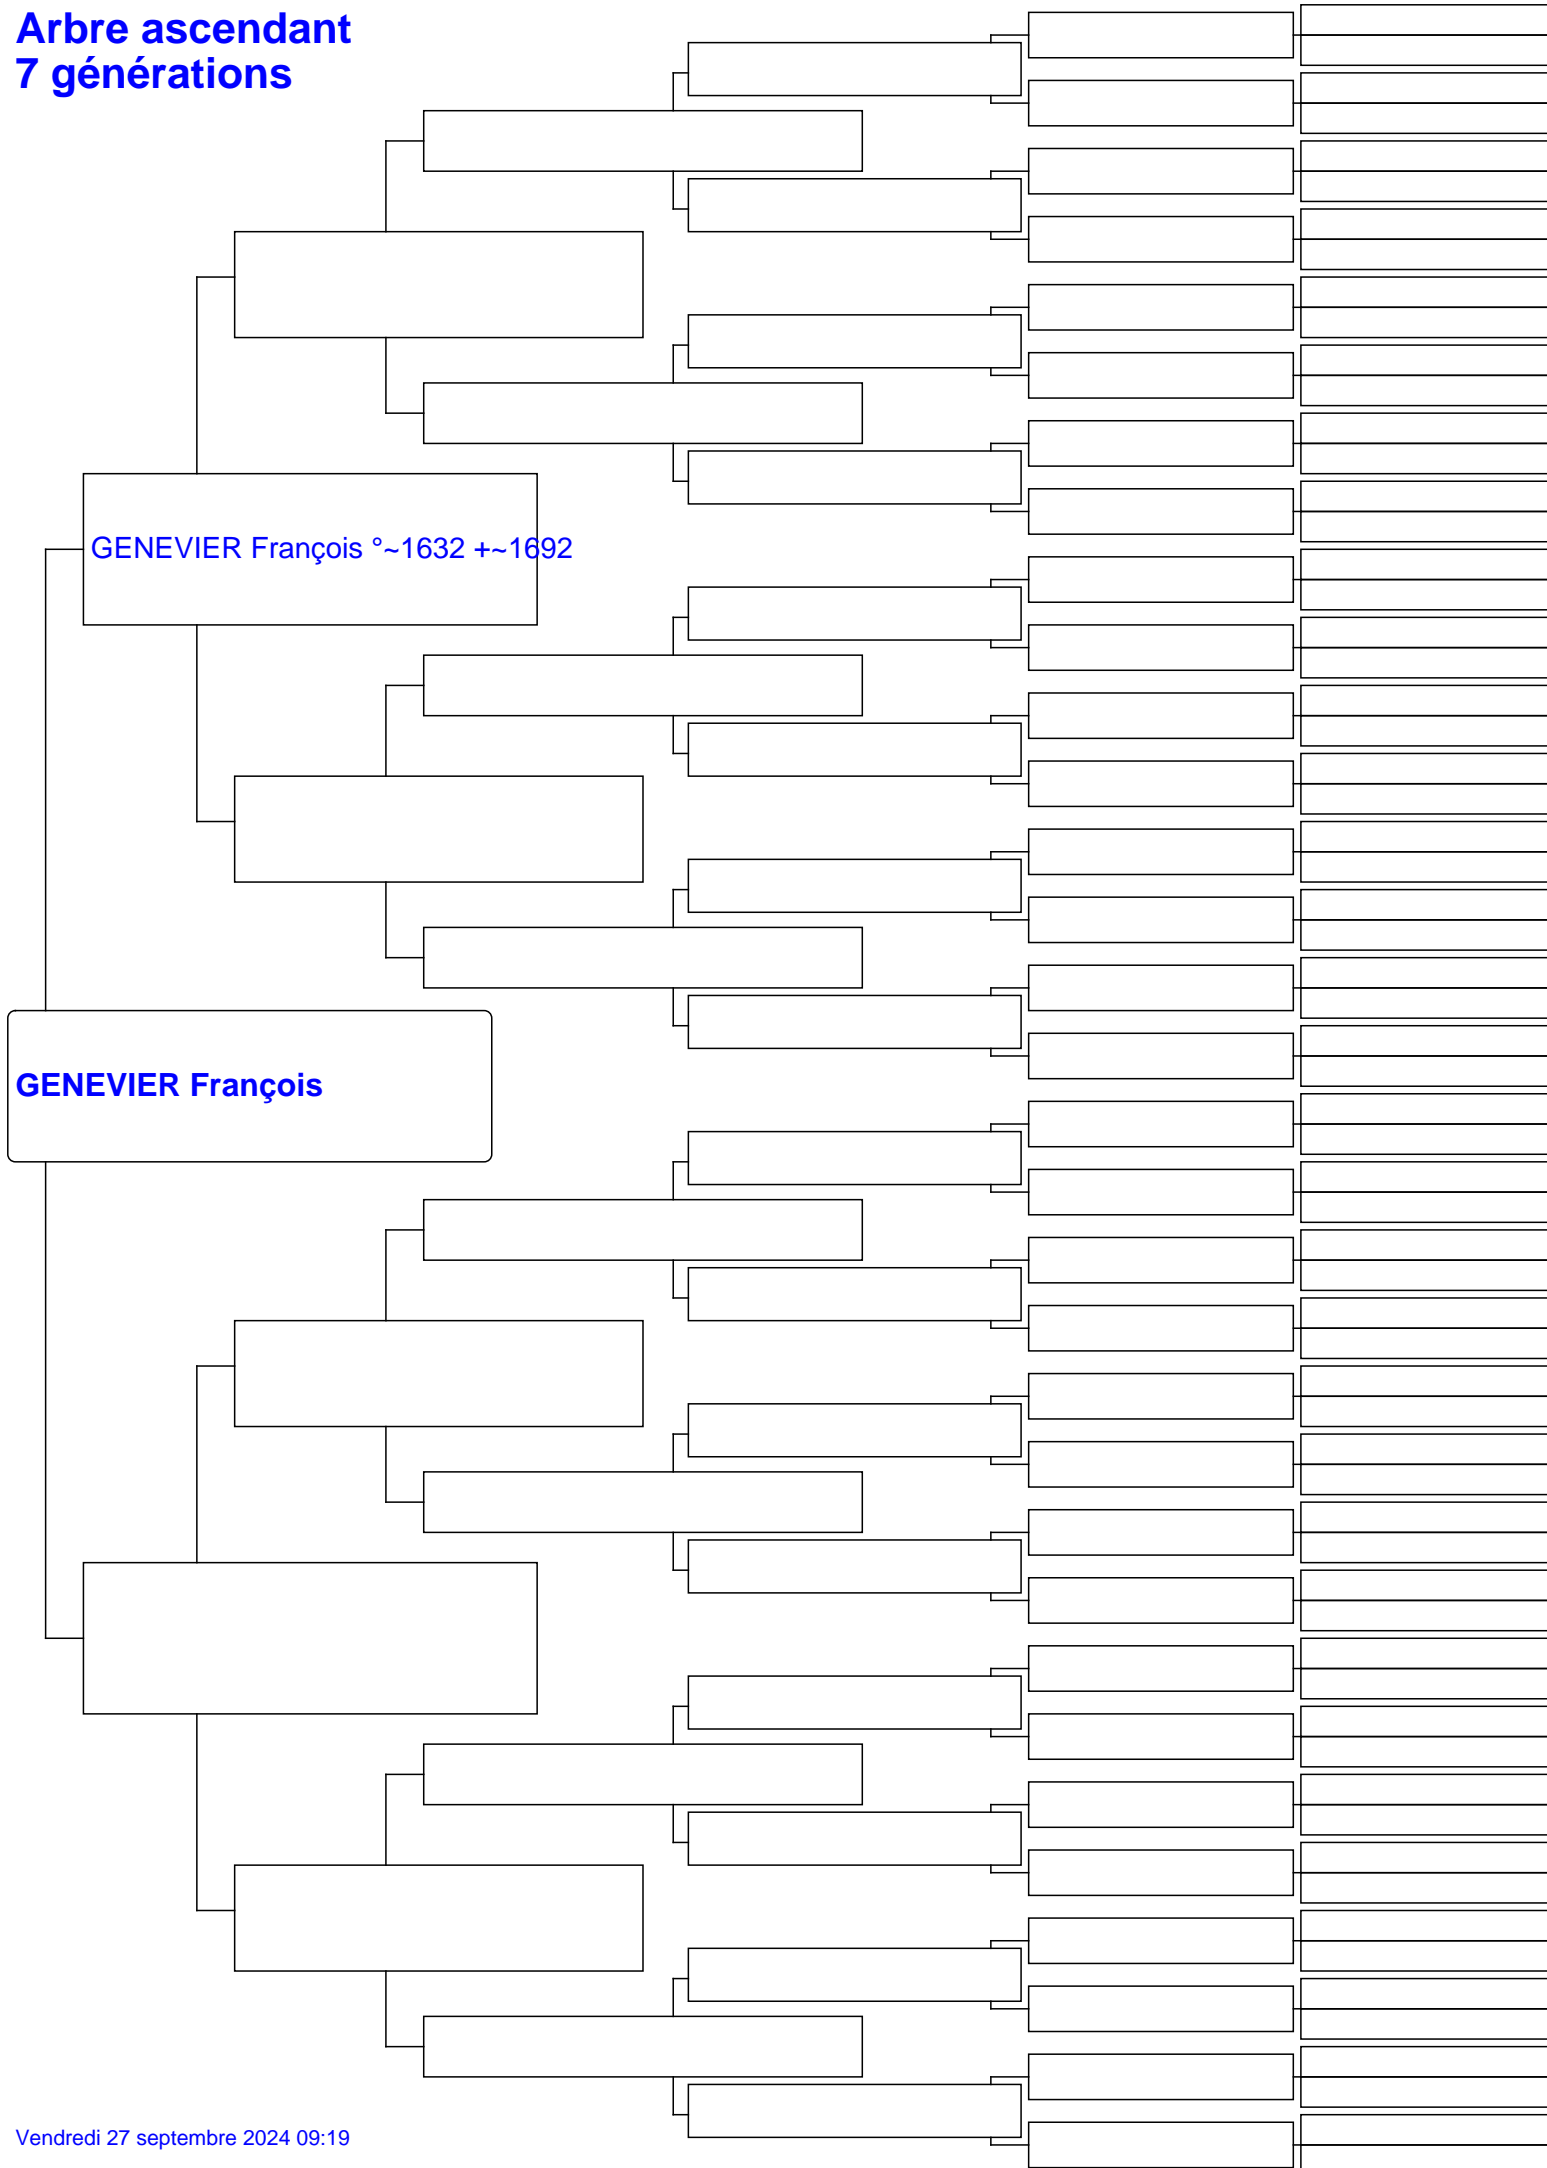 Arbre ascendant
7 générations
GENEVIER François °~1632 +~1692
GENEVIER François
Vendredi 27 septembre 2024 09:19